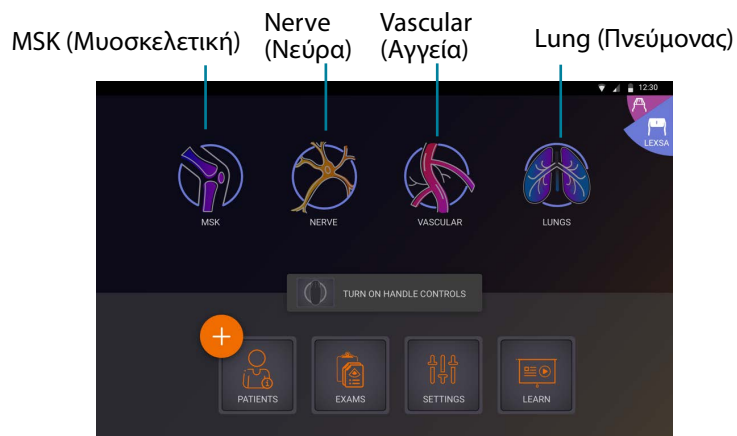 MSK (Μυοσκελετική)
Nerve
(Νεύρα)
Vascular
(Αγγεία)
Lung (Πνεύμονας)
12:30
LEXSA
MSK
NERVE
VASCULAR
LUNGS
TURN ON HANDLE CONTROLS
PATIENTS
EXAMS
SETTINGS
LEARN